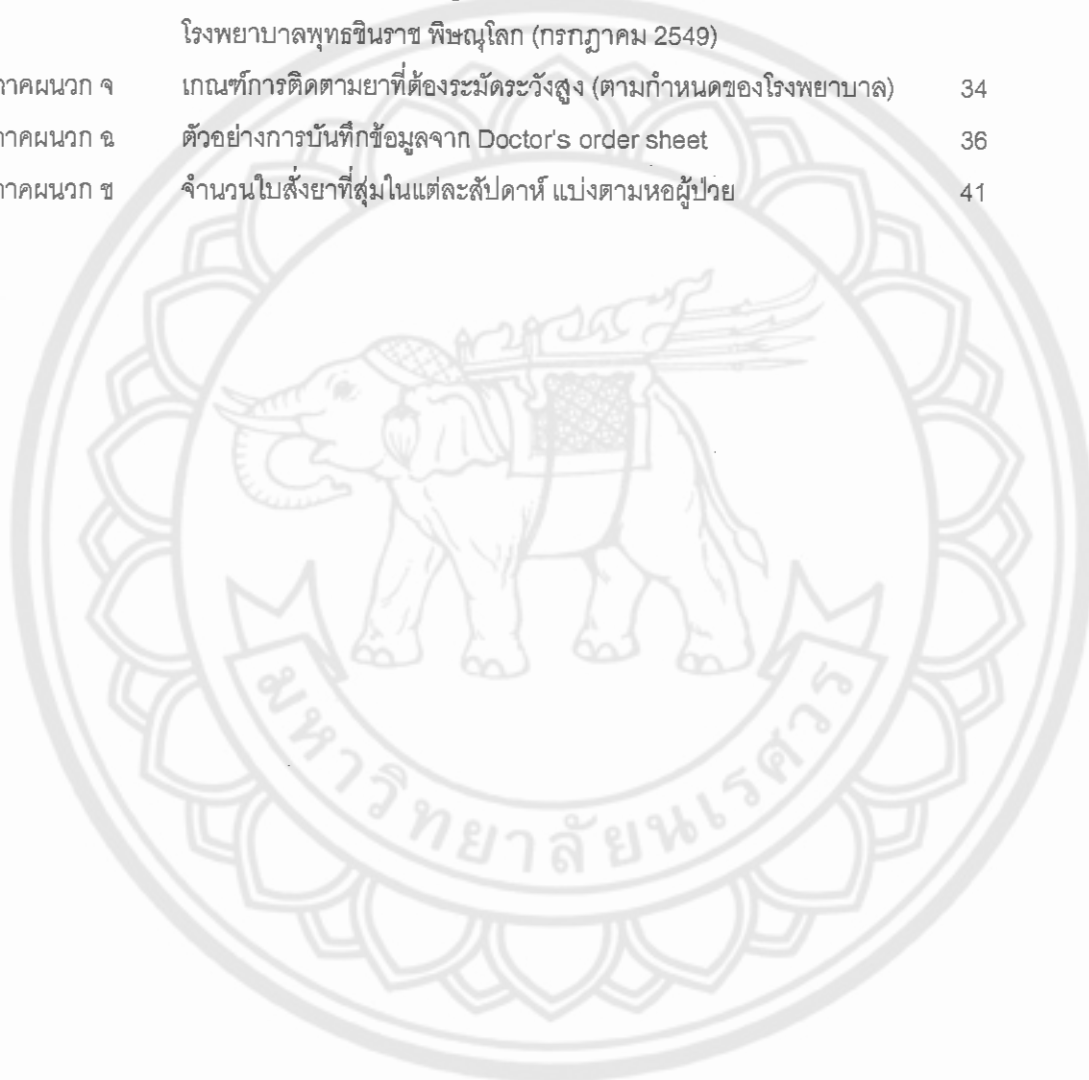 โรงพยาบาลพุทธชินราช พิษณุโลก (กรกฎาคม 2549)
ภาคผนวก จ เกณฑ์การติดตามยาที่ต้องระมัดระวังสูง (ตามกำหนดของโรงพยาบาล) 34
ภาคผนวก ฉ ตัวอย่างการบันทึกข้อมูลจาก Doctor's order sheet 36
ภาคผนวก ช จำนวนใบสั่งยาที่สุ่มในแต่ละสัปดาห์ แบ่งตามหอผู้ป่วย 41
มหาวิทยาลัยนเรศวร